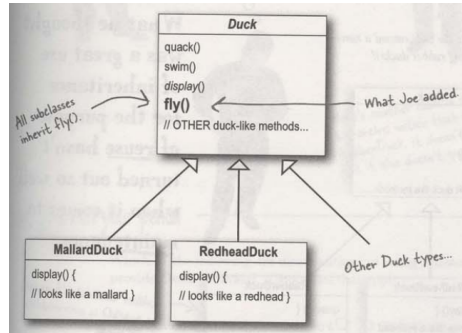 Duck
quack()
swim()
display()
fly()
// OTHER duck-like methods...
All subclasses
inherit fly().
What Joe added.
MallardDuck
display() {
// looks like a mallard }
RedheadDuck
display() {
// looks like a redhead }
Other Duck types...